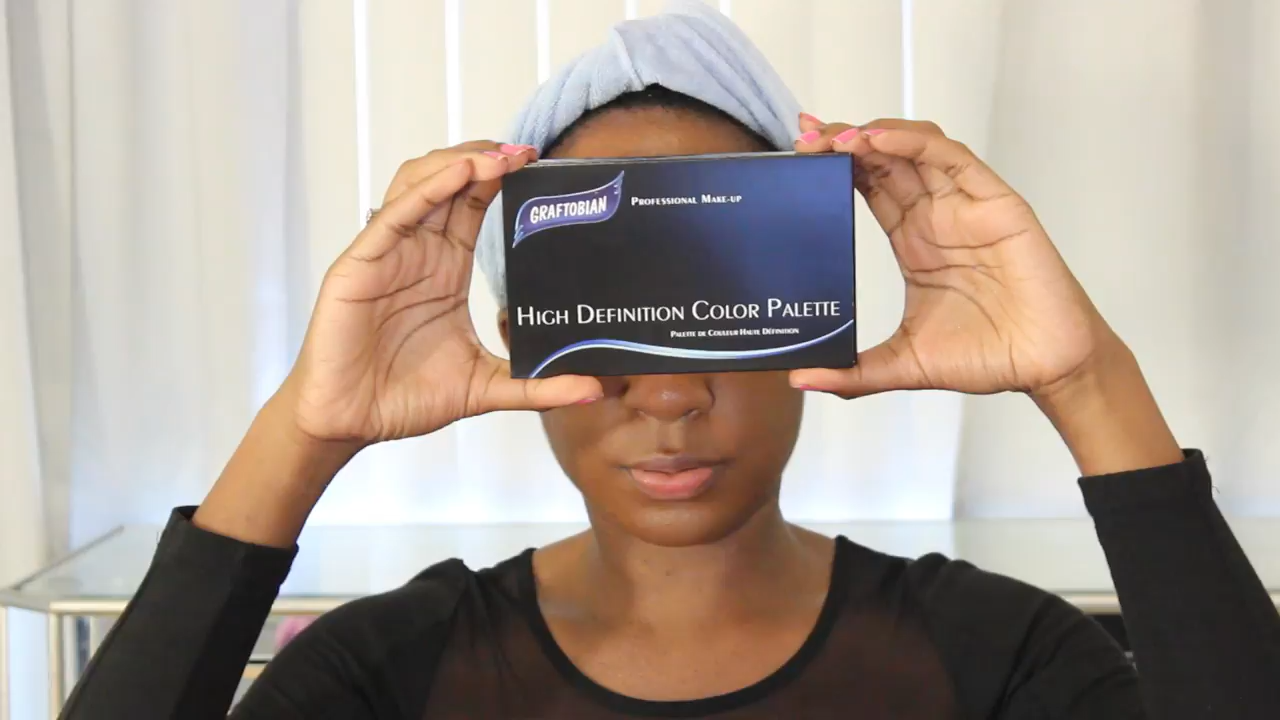 GRAFTOBIAN
PROFESSIONAL MAKE-UP
HIGH DEFINITION COLOR PALETTE
PALETTE DE COULEUR HAUTE DÉFINITION